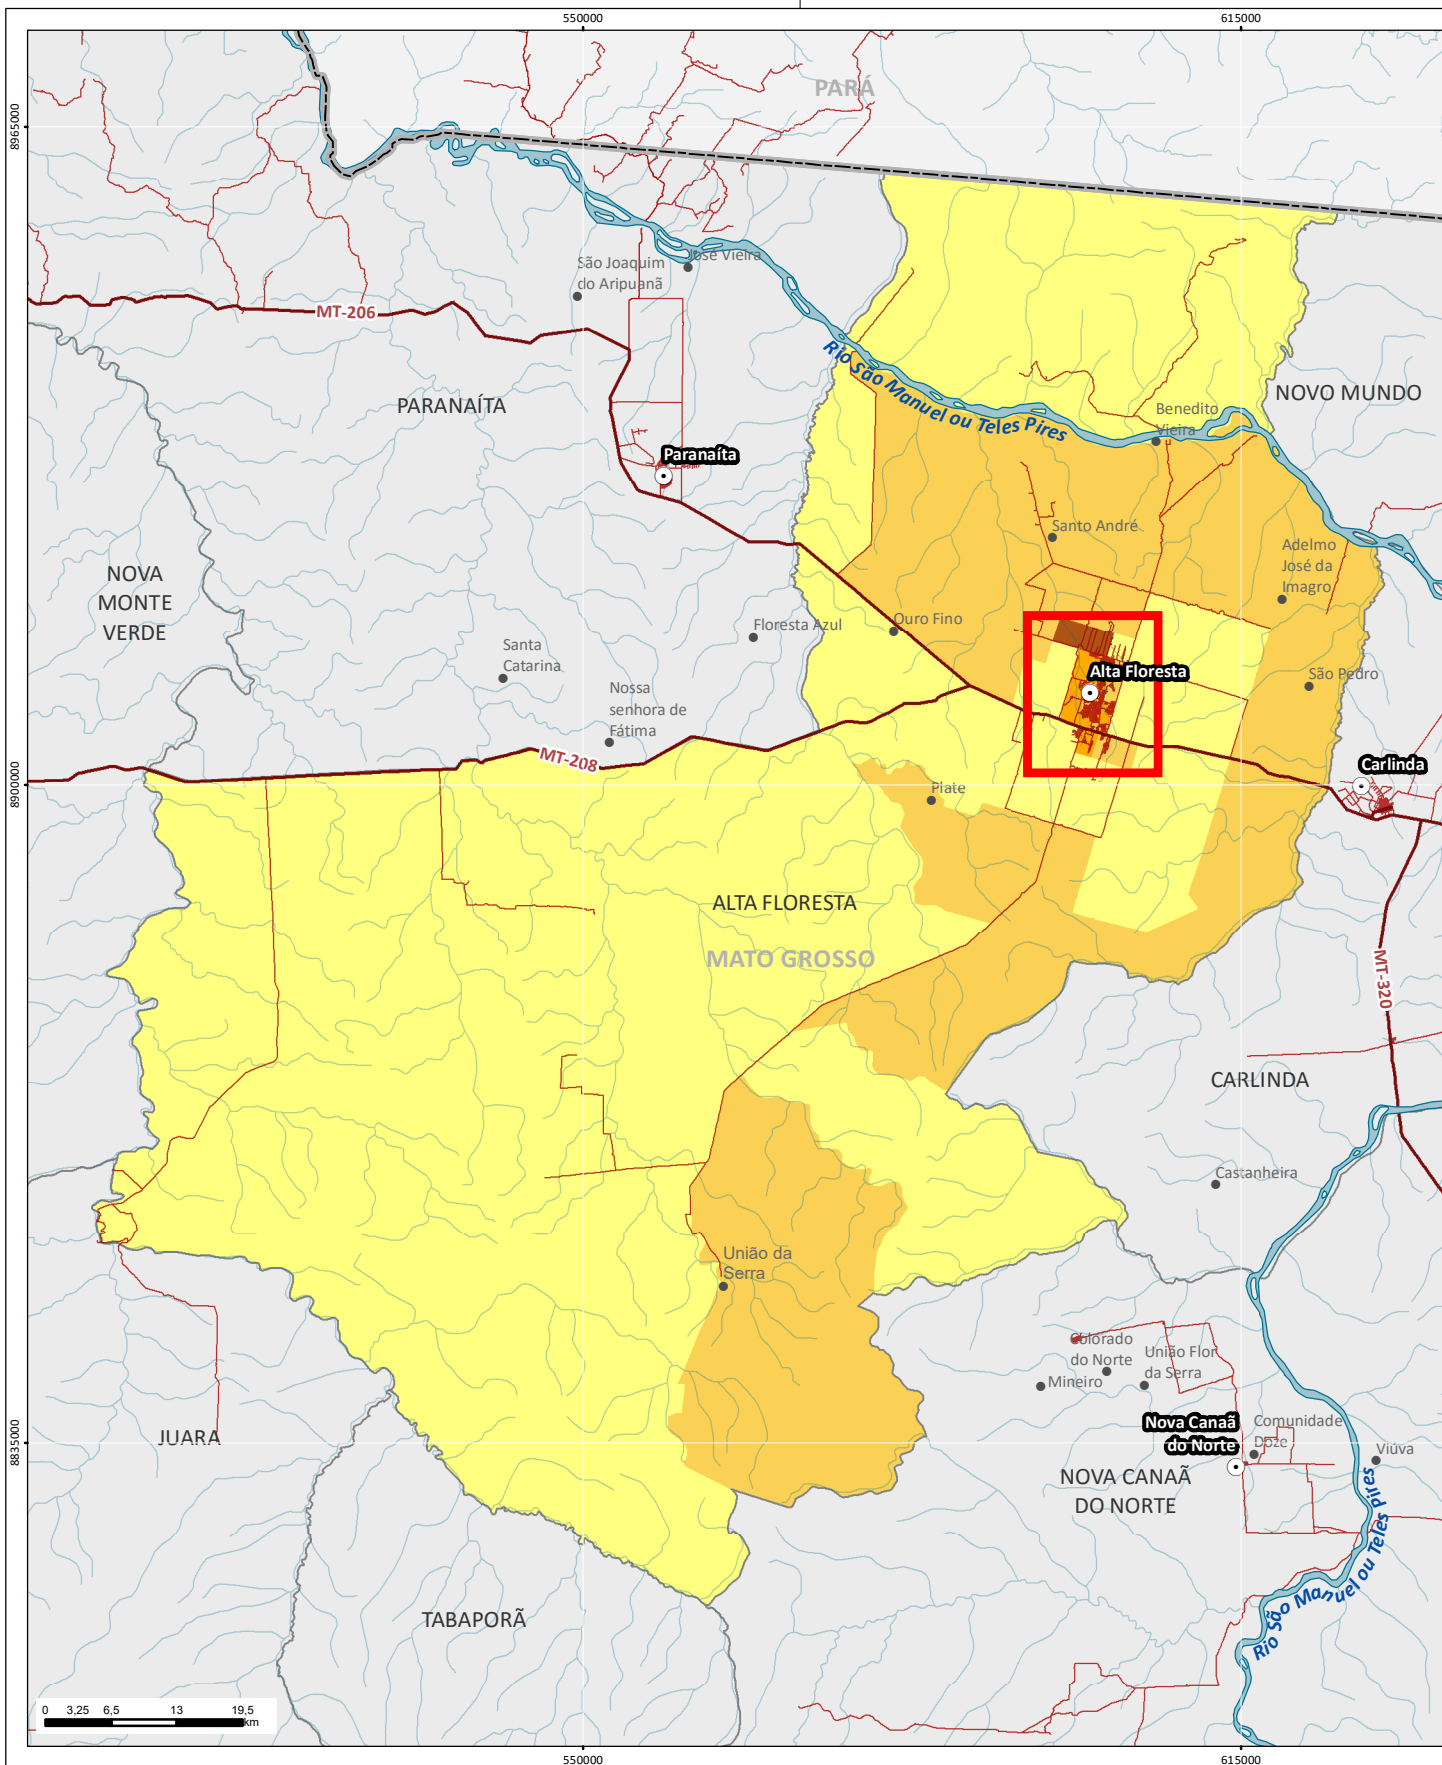 550000
615000
8965000
PARÁ
São Joaquim
do Aripuanã
José Vieira
MT-206
Rio São Manuel ou Teles Pires
NOVO MUNDO
PARANAÍTA
Benedito
Vieira
Paranaíta
Santo André
Adelmo
José da
Imagro
NOVA
MONTE
VERDE
Floresta Azul
Ouro Fino
Santa
Catarina
Alta Floresta
São Pedro
Nossa
senhora de
Fátima
MT-208
8900000
Carlinda
Piate
ALTA FLORESTA
MATO GROSSO
MT-320
CARLINDA
Castanheira
União da
Serra
Colorado
do Norte
União Flor
da Serra
Mineiro
JUARA
8835000
Nova Canaã
do Norte
Comunidade
Doze
Viúva
NOVA CANAÃ
DO NORTE
Rio São Manuel ou Teles Pires
TABAPORÃ
0 3,25 6,5 13 19,5
km
550000
615000